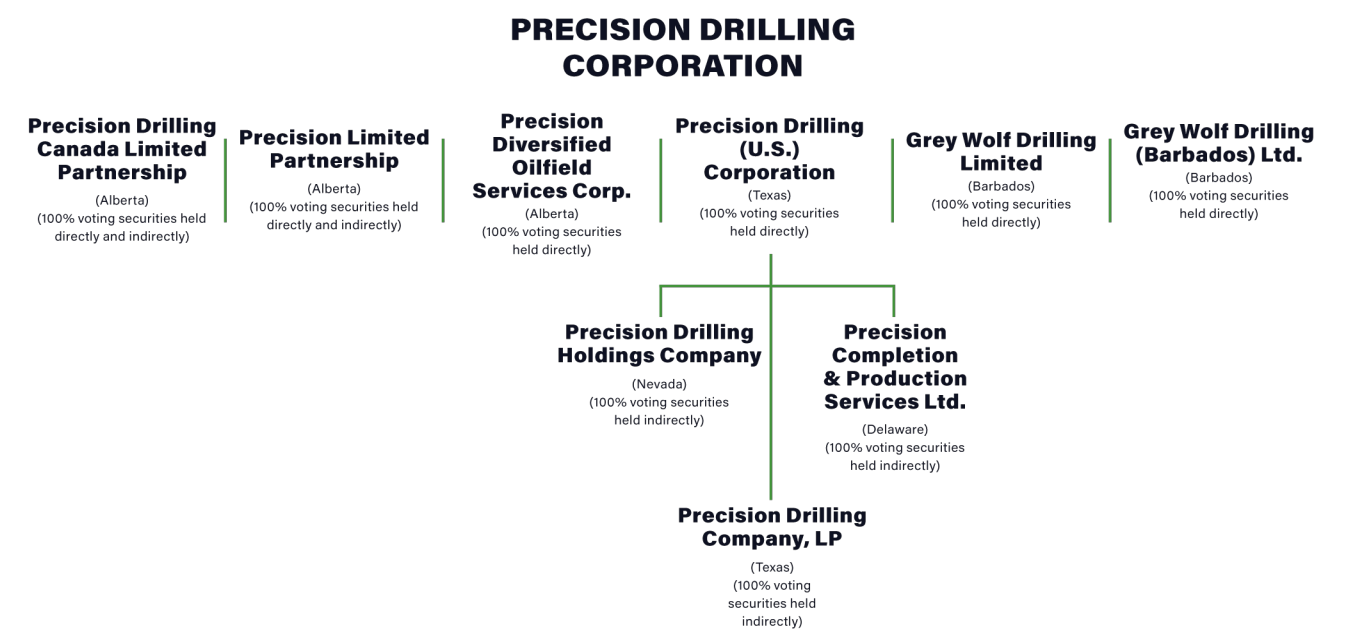 PRECISION DRILLING
CORPORATION
Precision Drilling
Canada Limited
Partnership
(Alberta)
(100% voting securities held
directly and indirectly)
Precision Limited
Partnership
(Alberta)
(100% voting securities held
directly and indirectly)
Precision
Diversified
Oilfield
Services Corp.
(Alberta)
(100% voting securities
held directly)
Precision Drilling
(U.S.)
Corporation
(Texas)
(100% voting securities
held directly)
Grey Wolf Drilling
Limited
(Barbados)
(100% voting securities
held directly)
Grey Wolf Drilling
(Barbados) Ltd.
(Barbados)
(100% voting securities
held directly)
Precision Drilling
Holdings Company
(Nevada)
(100% voting securities
held indirectly)
Precision
Completion
& Production
Services Ltd.
(Delaware)
(100% voting securities
held indirectly)
Precision Drilling
Company, LP
(Texas)
(100% voting
securities held
indirectly)